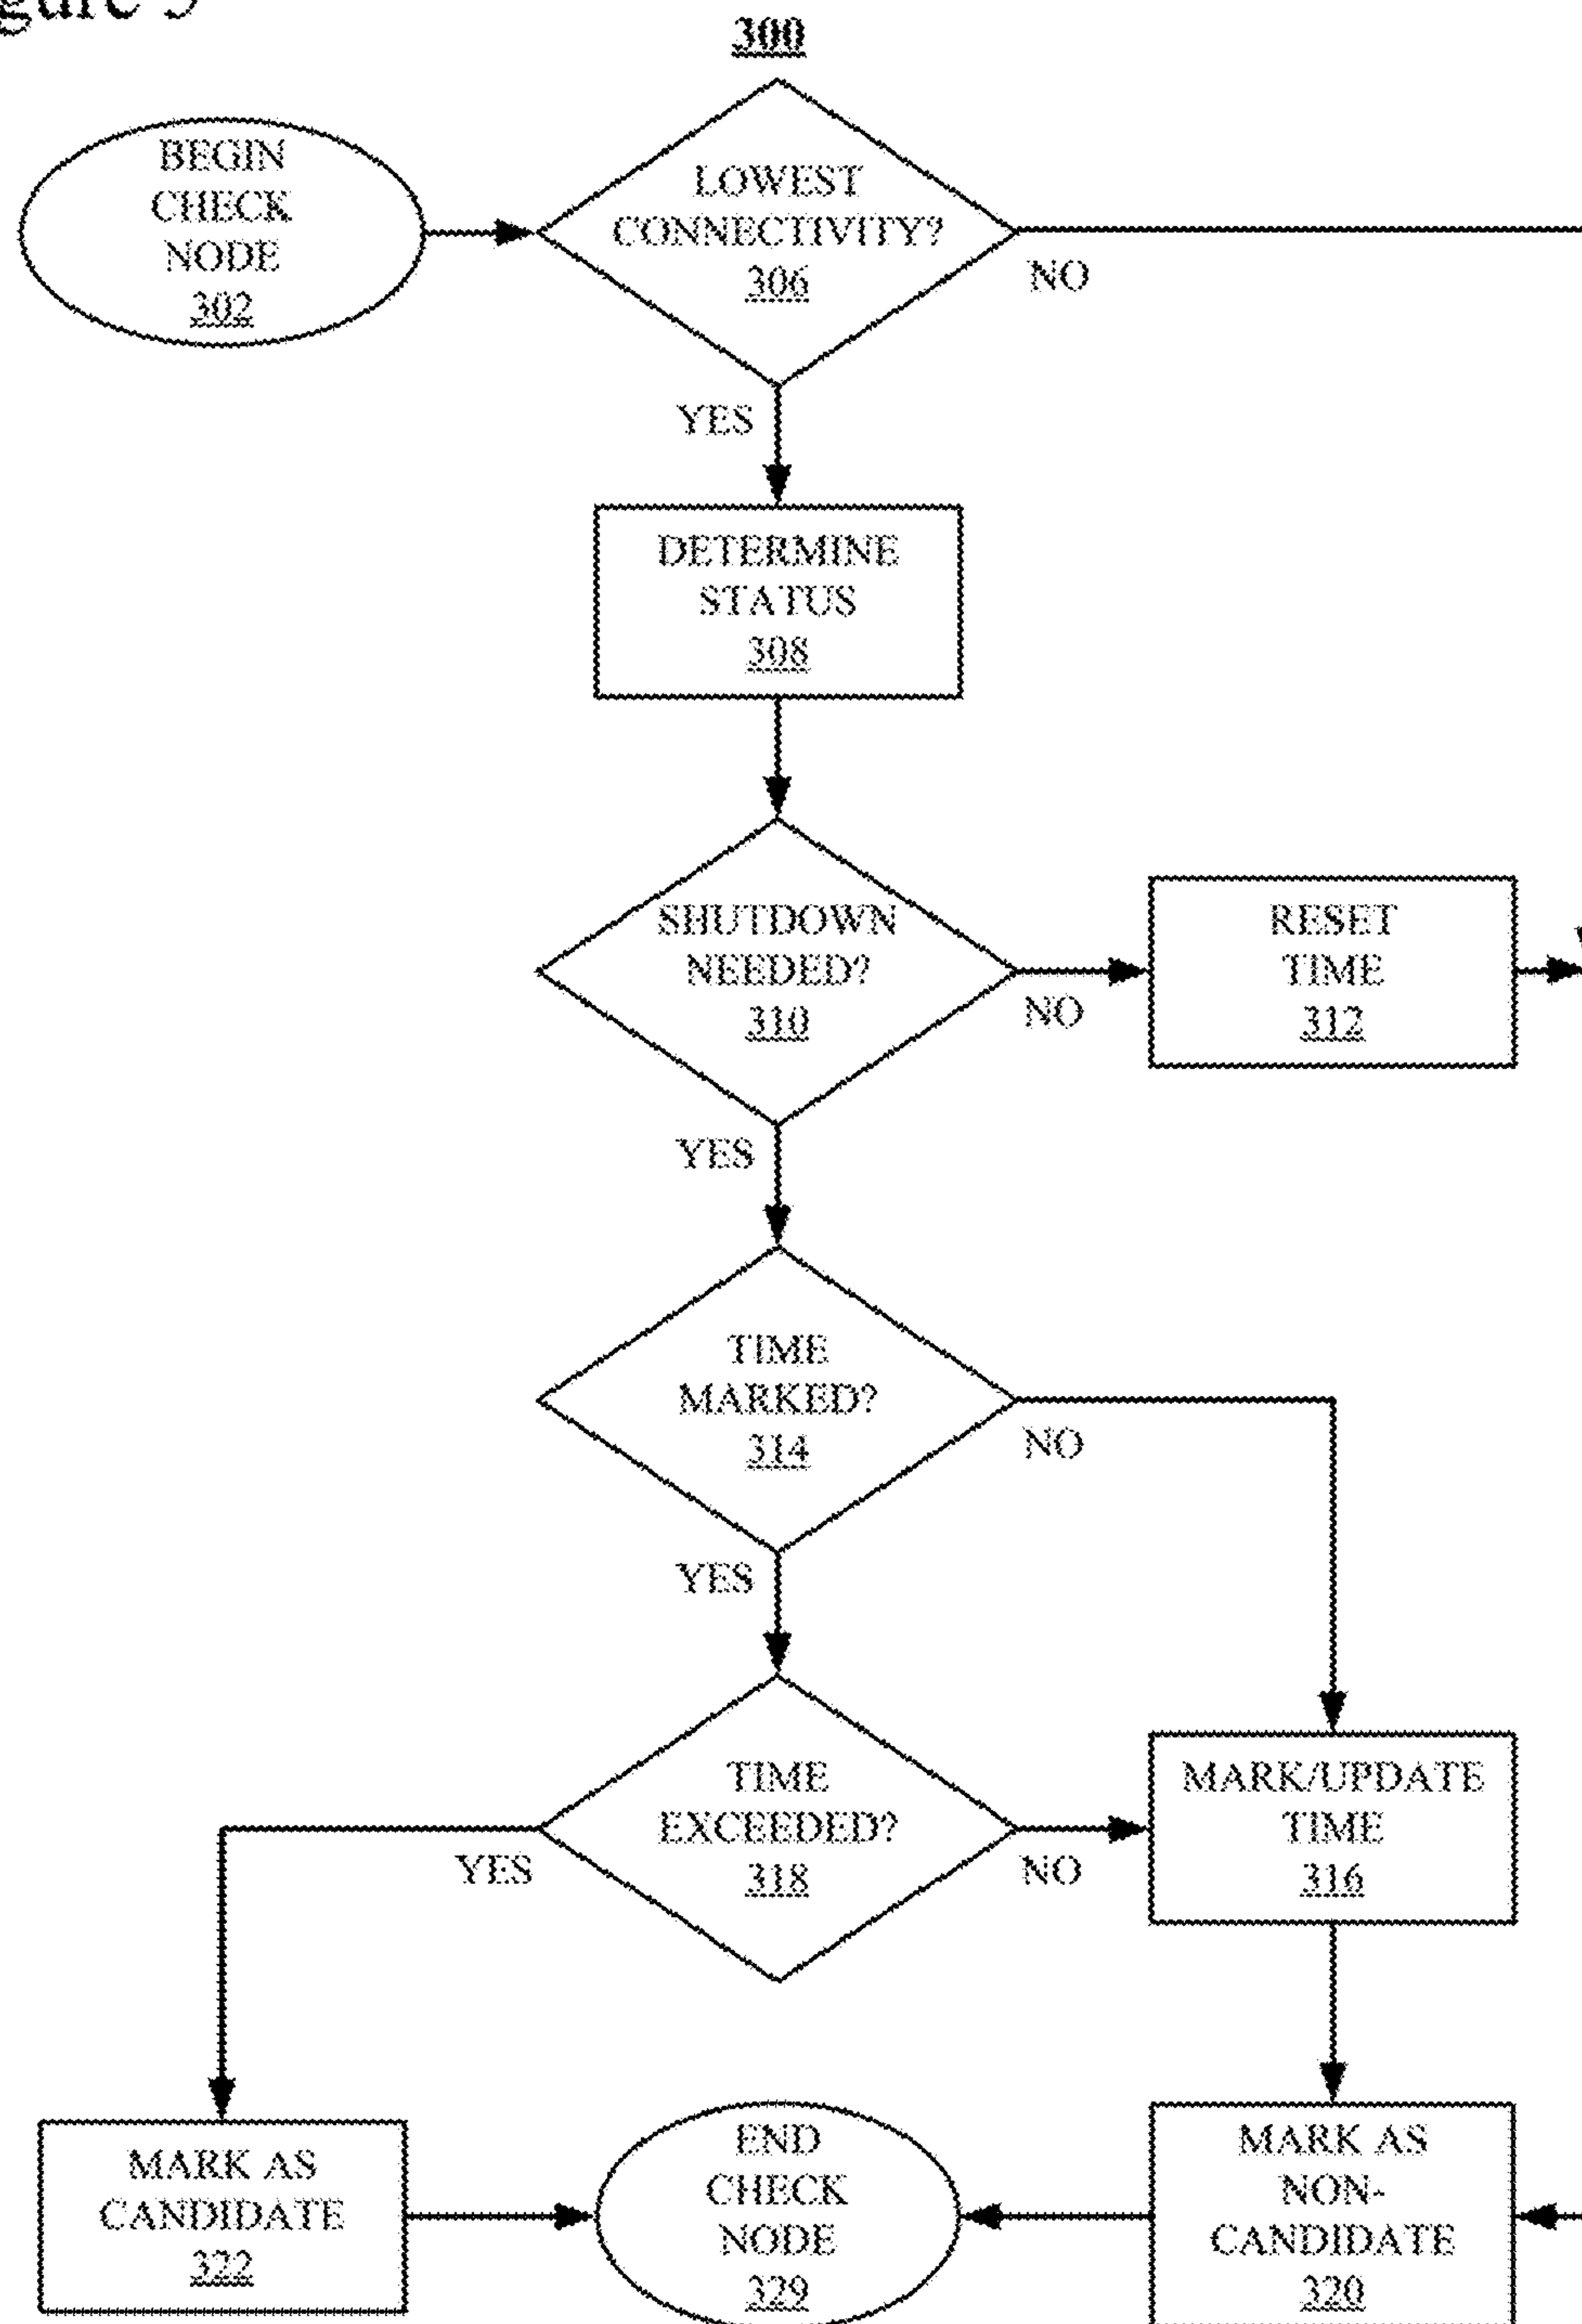 gure 3
300
BEGIN
CHECK
NODE
302
LOWEST
CONNECTIVITY?
306
NO
YES
DETERMINE
STATUS
308
SHUTDOWN
NEEDED?
310
NO
RESET
TIME
312
YES
TIME
MARKED?
314
NO
YES
TIME
EXCEEDED?
318
YES
NO
MARK/UPDATE
TIME
316
MARK AS
CANDIDATE
322
END
CHECK
NODE
329
MARK AS
NON-
CANDIDATE
320